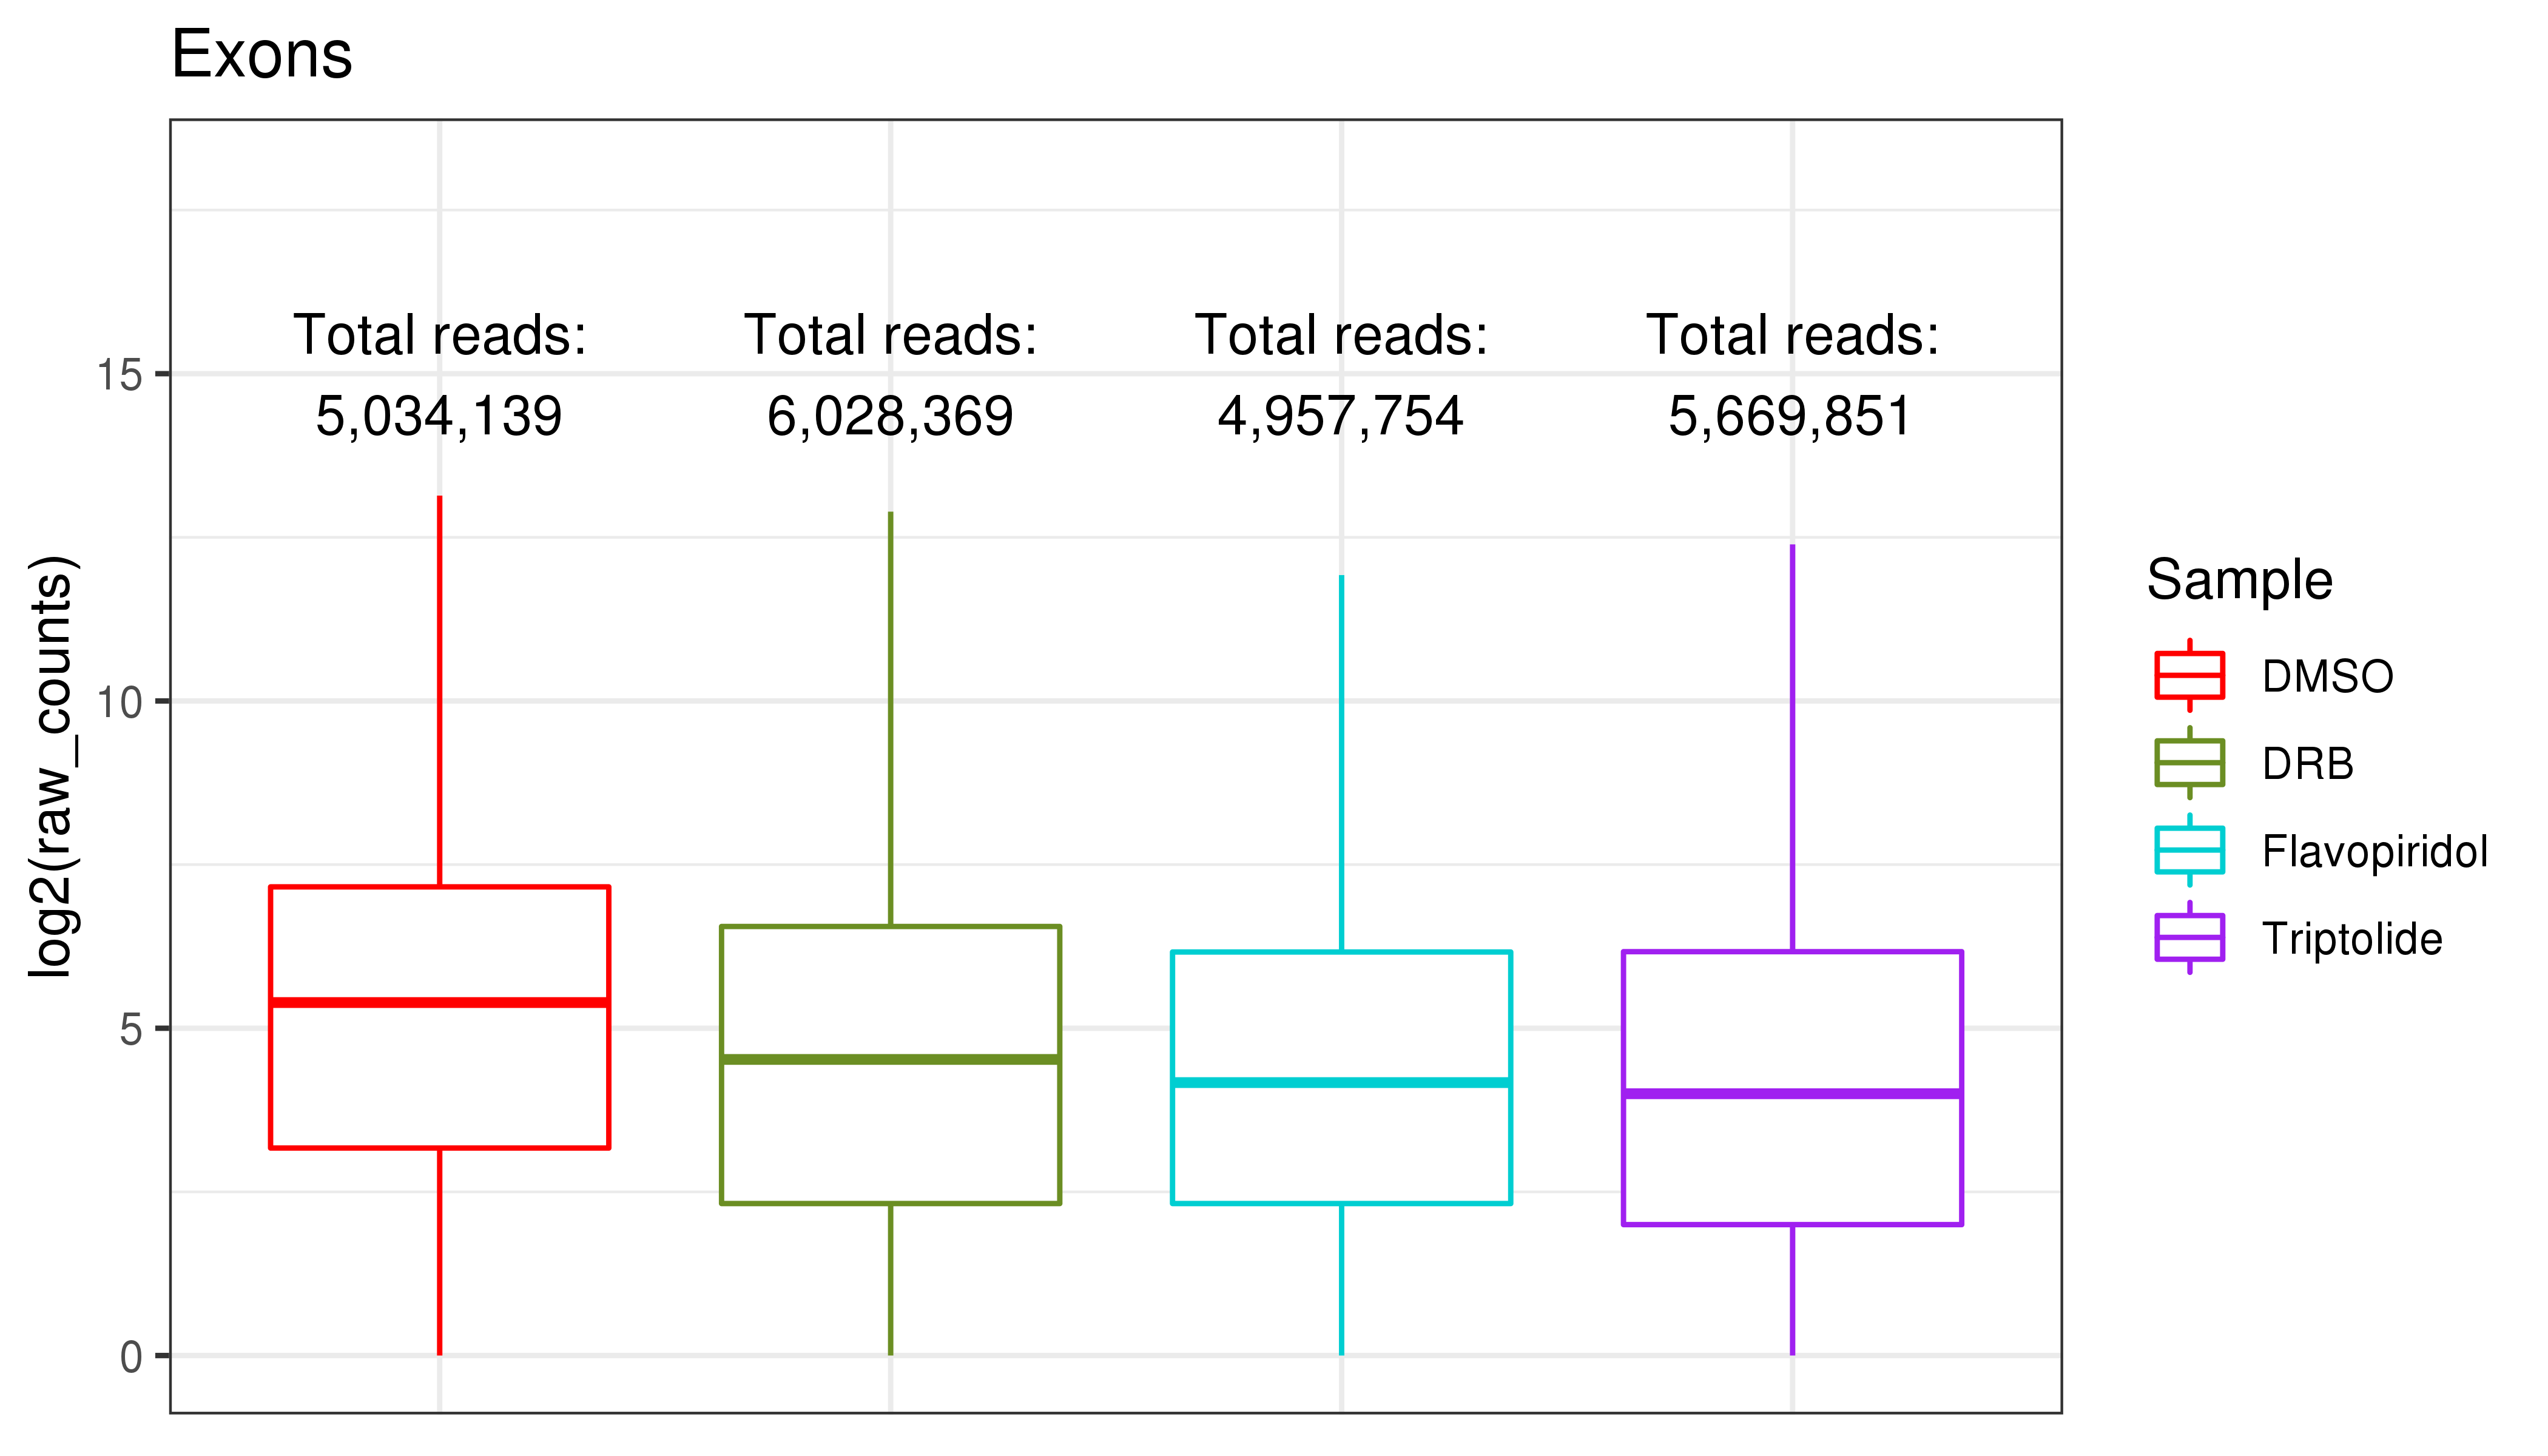 Exons
Total reads:
5,034,139
Total reads:
6,028,369
Total reads:
4,957,754
Total reads:
5,669,851
15
10
5
0
log2(raw_counts)
Sample
DMSO
DRB
Flavopiridol
Triptolide